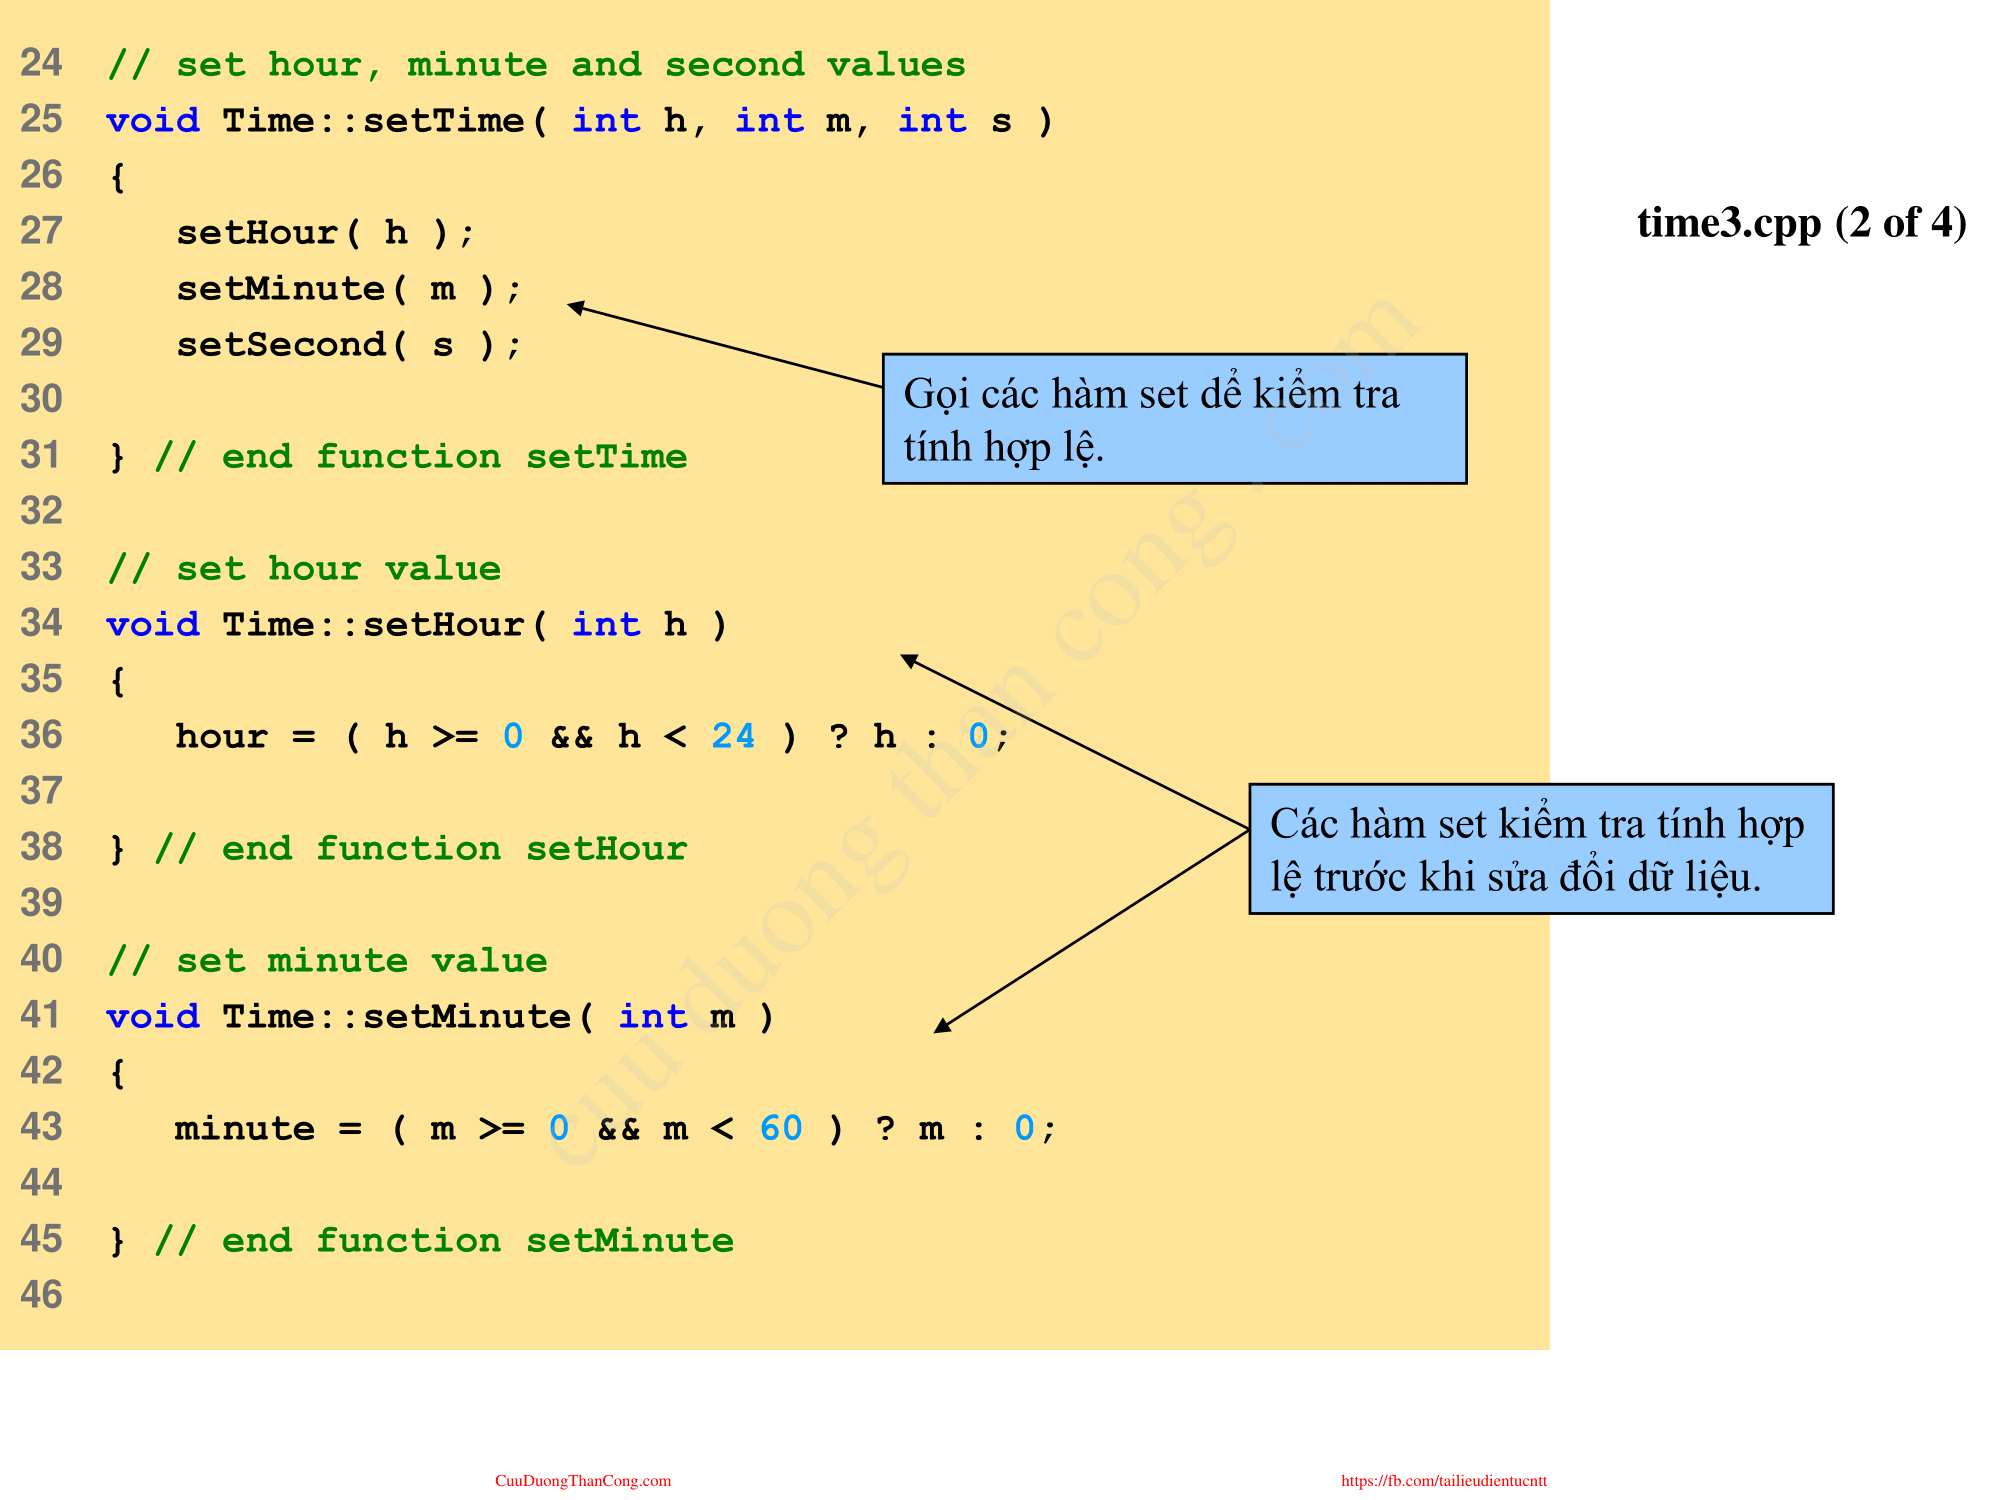 24 // set hour, minute and second values
25 void Time::setTime( int h, int m, int s )
26 {
27 setHour( h );
28 setMinute( m );
29 setSecond( s );
30
31 } // end function setTime
32
33 // set hour value
34 void Time::setHour( int h )
35 {
36 hour = ( h >= 0 && h < 24 ) ? h : 0;
37
38 } // end function setHour
39
40 // set minute value
41 void Time::setMinute( int m )
42 {
43 minute = ( m >= 0 && m < 60 ) ? m : 0;
44
45 } // end function setMinute
46
time3.cpp (2 of 4)
Gọi các hàm set dể kiểm tra
tính hợp lệ.
Các hàm set kiểm tra tính hợp
lệ trước khi sửa đổi dữ liệu.
cuu duong than cong . com
CuuDuongThanCong.com
https://fb.com/tailieudientucntt